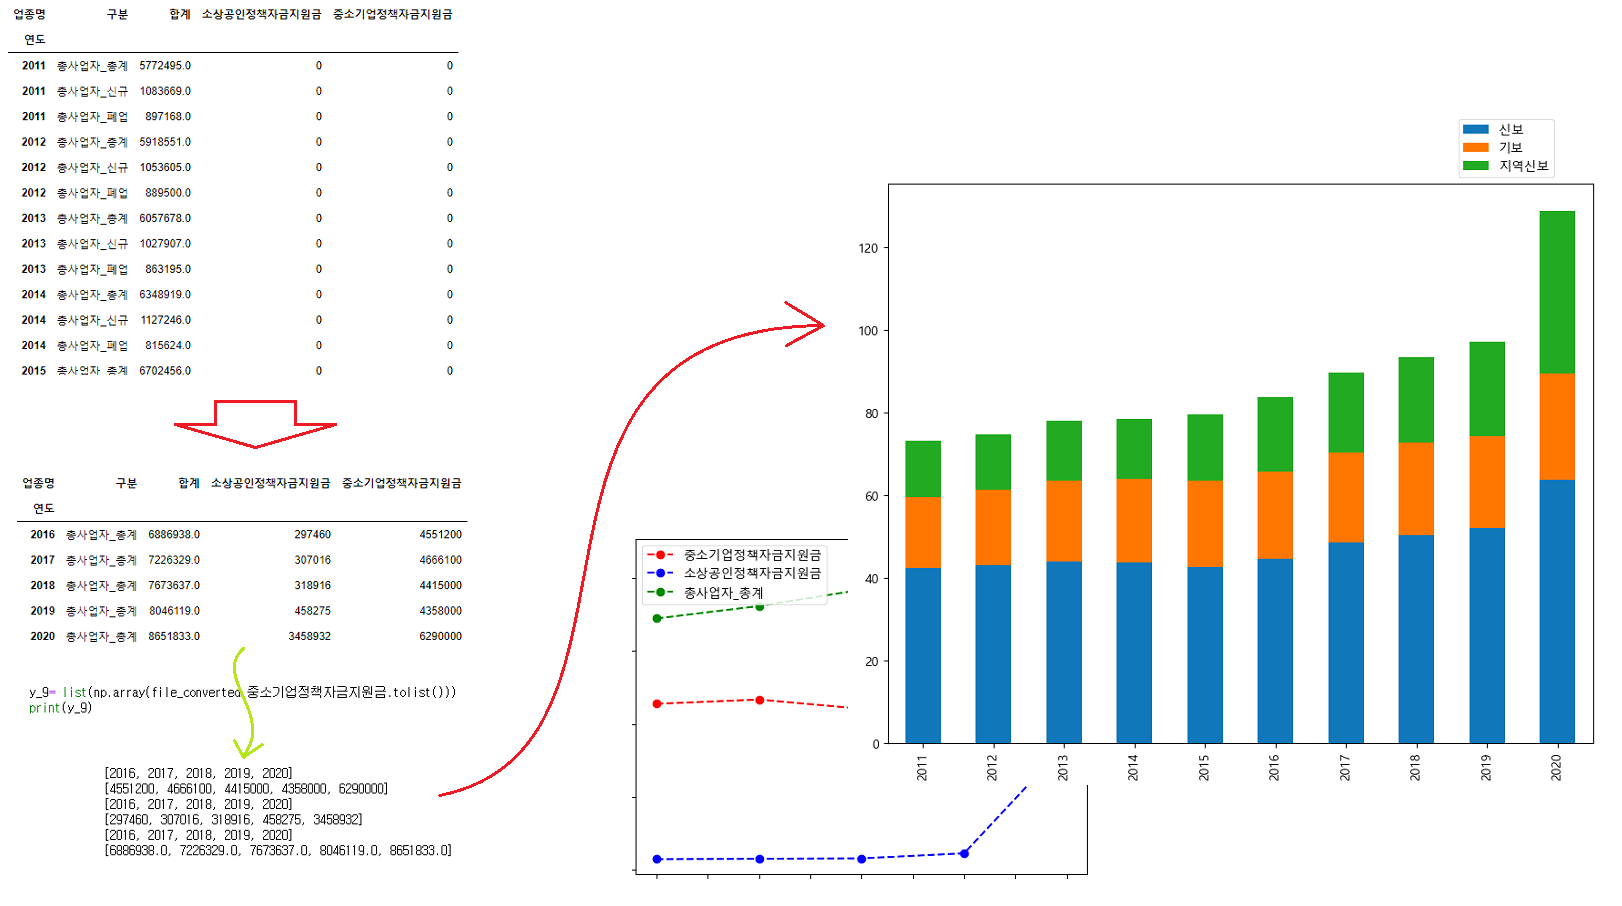 업종명 구분 합계 소상공인정책자금지원금 중소기업정책자금지원금
연도
2011 총사업자_총계 5772495.0 0 0
2011 총사업자_신규 1083669.0 0 0
2011 총사업자_폐업 897168.0 0 0
2012 총사업자_총계 5918551.0 0 0
2012 총사업자_신규 1053605.0 0 0
2012 총사업자_폐업 889500.0 0 0
2013 총사업자_총계 6057678.0 0 0
2013 총사업자_신규 1027907.0 0 0
2013 총사업자_폐업 863195.0 0 0
2014 총사업자_총계 6348919.0 0 0
2014 총사업자_신규 1127246.0 0 0
2014 총사업자_폐업 815624.0 0 0
2015 총사업자_총계 6702456.0 0 0
업종명 구분 합계 소상공인정책자금지원금 중소기업정책자금지원금
연도
2016 총사업자_총계 6886938.0 297460 4551200
2017 총사업자_총계 7226329.0 307016 4666100
2018 총사업자_총계 7673637.0 318916 4415000
2019 총사업자_총계 8046119.0 458275 4358000
2020 총사업자_총계 8651833.0 3458932 6290000
y_9= list(np.array(file_converted.중소기업정책자금지원금.tolist()))
print(y_9)
[2016, 2017, 2018, 2019, 2020]
[4551200, 4666100, 4415000, 4358000, 6290000]
[2016, 2017, 2018, 2019, 2020]
[297460, 307016, 318916, 458275, 3458932]
[2016, 2017, 2018, 2019, 2020]
[6886938.0, 7226329.0, 7673637.0, 8046119.0, 8651833.0]
중소기업정책자금지원금
소상공인정책자금지원금
총사업자_총계
신보
기보
지역신보
120
100
80
60
40
20
0
2011 2012 2013 2014 2015 2016 2017 2018 2019 2020